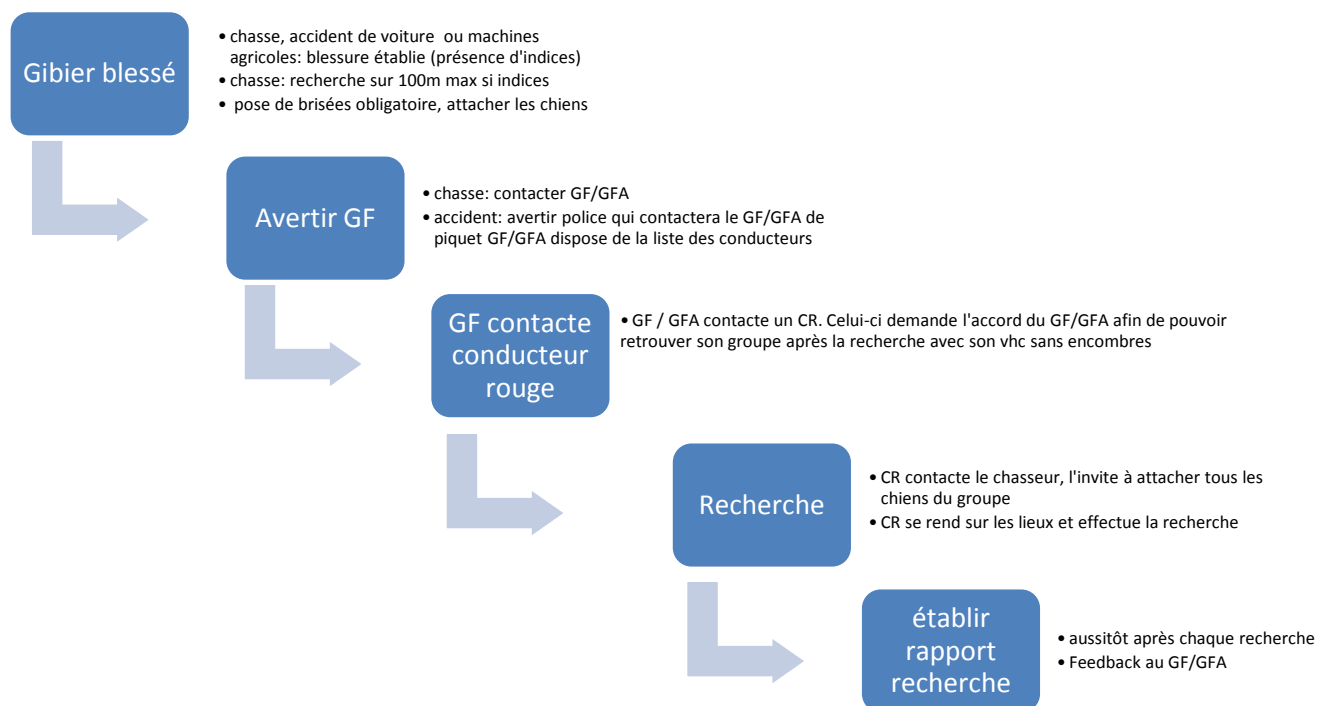 Gibier blessé
• chasse, accident de voiture ou machines
agricoles: blessure établie (présence d'indices)
• chasse: recherche sur 100m max si indices
• pose de brisées obligatoire, attacher les chiens
Avertir GF
• chasse: contacter GF/GFA
• accident: avertir police qui contactera le GF/GFA de
piquet GF/GFA dispose de la liste des conducteurs
GF contacte
conducteur
rouge
• GF / GFA contacte un CR. Celui-ci demande l'accord du GF/GFA afin de pouvoir
retrouver son groupe après la recherche avec son vhc sans encombres
Recherche
• CR contacte le chasseur, l'invite à attacher tous les
chiens du groupe
• CR se rend sur les lieux et effectue la recherche
établir
rapport
recherche
• aussitôt après chaque recherche
• Feedback au GF/GFA